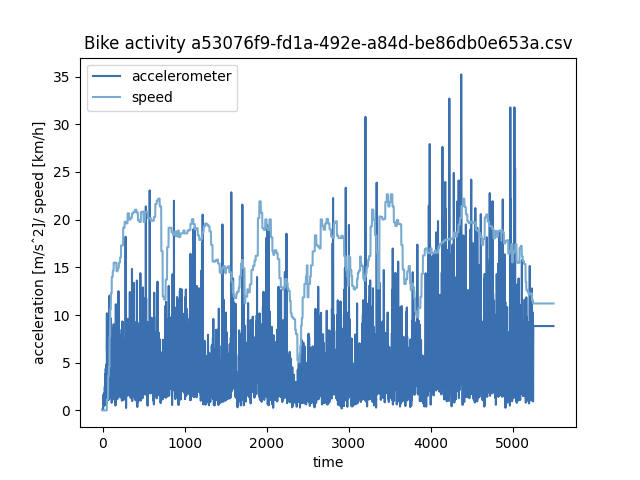 Bike activity a53076f9-fd1a-492e-a84d-be86db0e653a.csv
accelerometer
speed
acceleration [m/s^2]/ speed [km/h]
35
30
25
20
15
10
5
0
0 1000 2000 3000 4000 5000
time